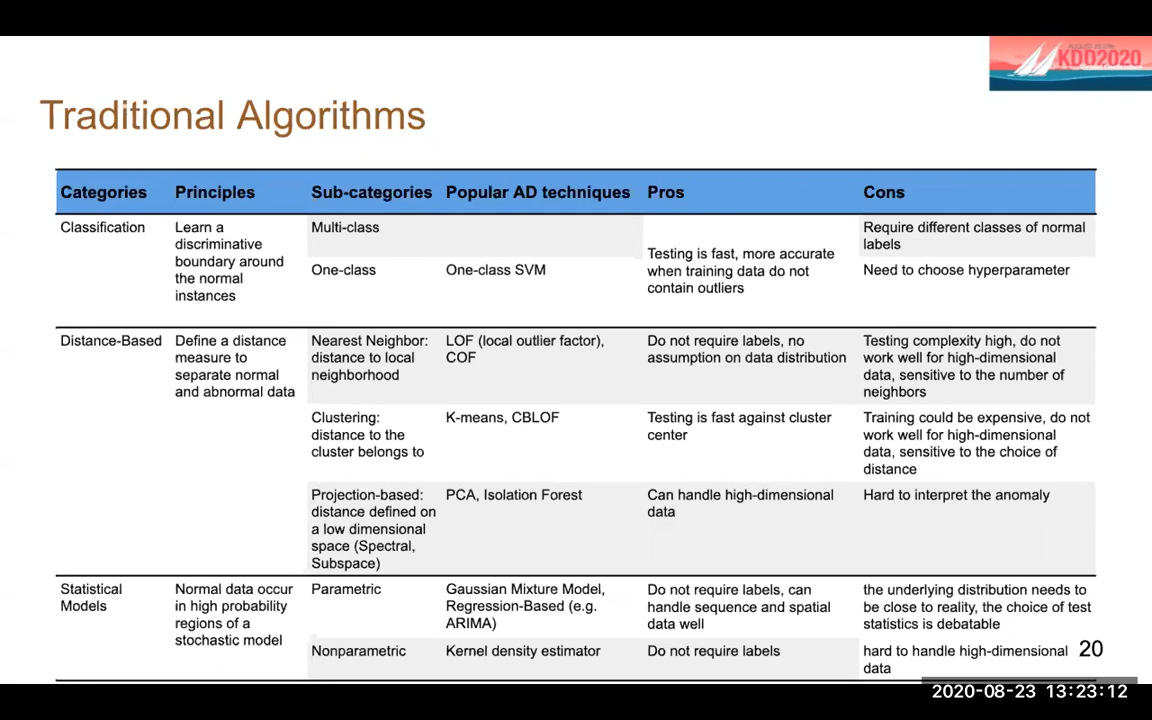 KDD2020
Traditional Algorithms
Categories Principles Sub-categories Popular AD techniques Pros Cons
Classification
Learn a
discriminative
boundary around
the normal
instances
Multi-class
Testing is fast, more accurate
when training data do not
contain outliers
Require different classes of normal
labels
One-class
One-class SVM
Need to choose hyperparameter
Distance-Based
Define a distance
measure to
separate normal
and abnormal data
Nearest Neighbor:
distance to local
neighborhood
LOF (local outlier factor),
COF
Do not require labels, no
assumption on data distribution
Testing complexity high, do not
work well for high-dimensional
data, sensitive to the number of
neighbors
Clustering:
distance to the
cluster belongs to
K-means, CBLOF
Testing is fast against cluster
center
Training could be expensive, do not
work well for high-dimensional
data, sensitive to the choice of
distance
Projection-based:
distance defined on
a low dimensional
space (Spectral,
Subspace)
PCA, Isolation Forest
Can handle high-dimensional
data
Hard to interpret the anomaly
Statistical
Models
Normal data occur
in high probability
regions of a
stochastic model
Parametric
Gaussian Mixture Model,
Regression-Based (e.g.
ARIMA)
Do not require labels, can
handle sequence and spatial
data well
the underlying distribution needs to
be close to reality, the choice of test
statistics is debatable
Nonparametric
Kernel density estimator
Do not require labels
hard to handle high-dimensional
data
20
2020-08-23 13:23:12